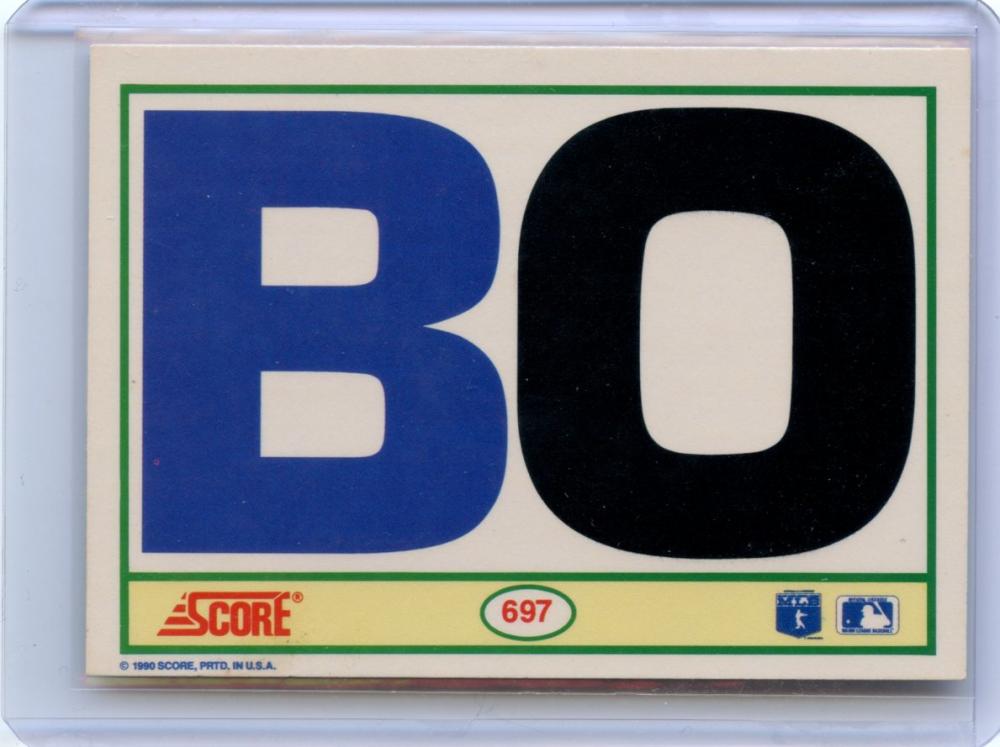 BO
SCORE®
697
© 1990 SCORE, PRTD. IN U.S.A.